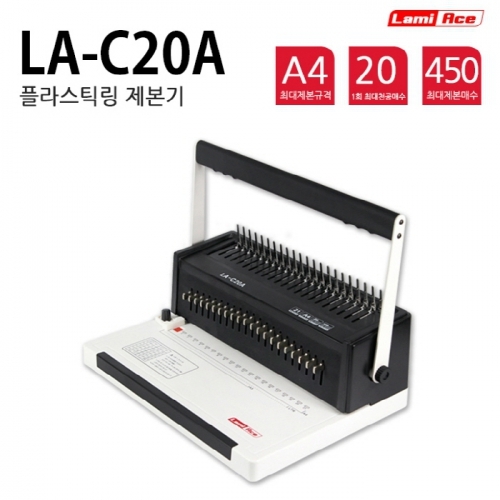 Lami Ace
LA-C20A
플라스틱링 제본기
A4
최대제본규격
20
1회 최대천공매수
450
최대제본매수
LA-C20A
Lami Ace